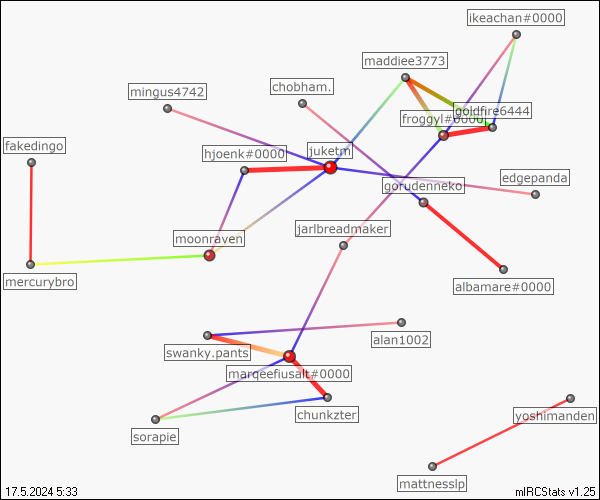 ikeachan#0000
maddiee3773
mingus4742
chobham.
goldfire6444
froggyl#0000
fakedingo
hjoenk#0000
juketm
edgepanda
gorudenneko
moonraven
jarlbreadmaker
mercurybro
albamare#0000
alan1002
swanky.pants
marqeefiusalt#0000
chunkzter
yoshimanden
sorapie
mattnesslp
17.5.2024 5:33
mIRCStats v1.25